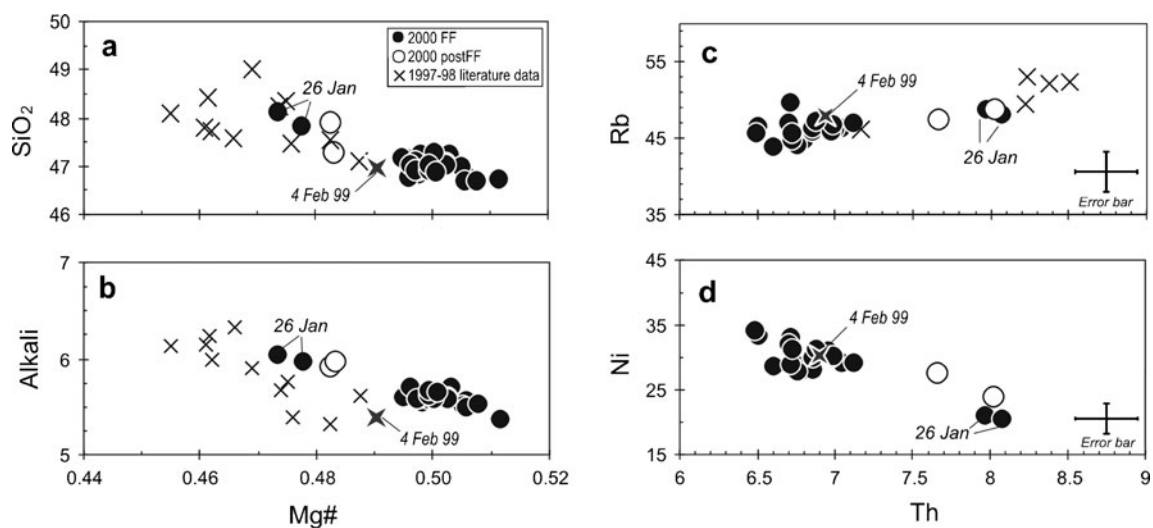 a
50
49
48
47
46
SiO₂
2000 FF
2000 postFF
1997-98 literature data
26 Jan
4 Feb 99
b
7
6
5
Alkali
26 Jan
4 Feb 99
0.44
0.46
0.48
0.50
0.52
Mg#
c
55
45
35
Rb
4 Feb 99
26 Jan
Error bar
d
45
35
25
15
Ni
4 Feb 99
26 Jan
Error bar
6
6.5
7
7.5
8
8.5
9
Th